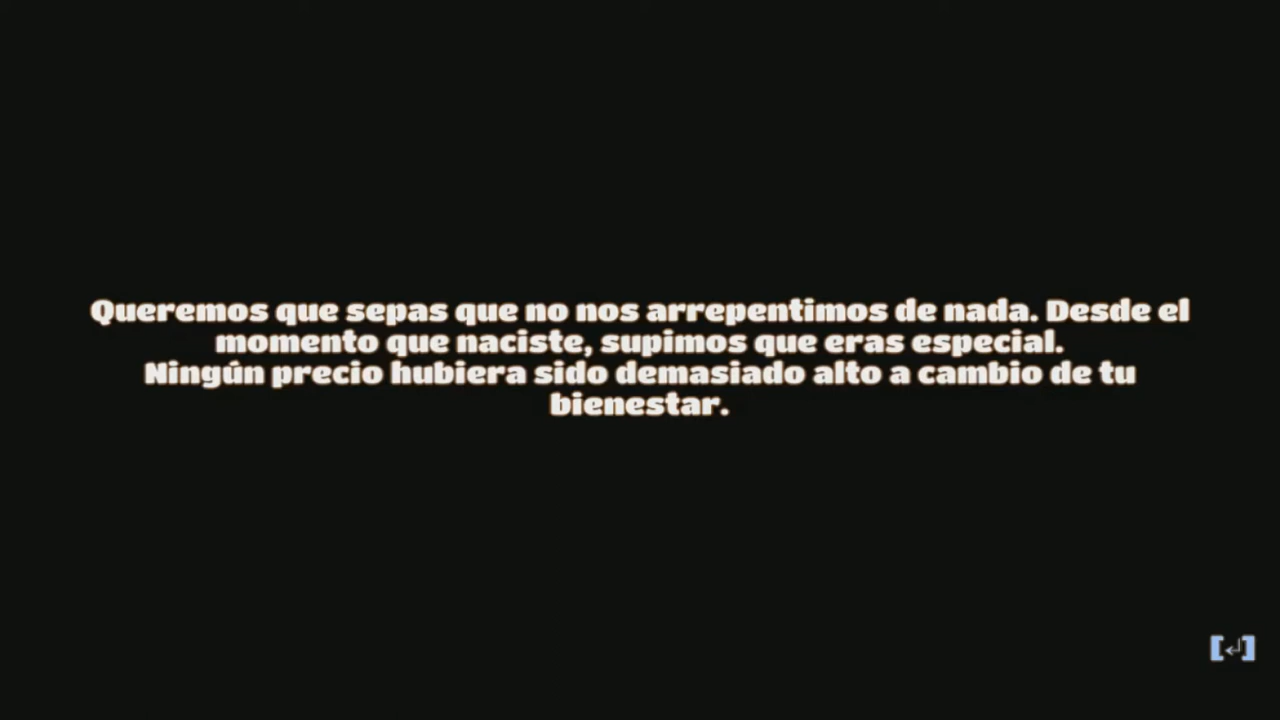 Queremos que sepas que no nos arrepentimos de nada. Desde el
momento que naciste, supimos que eras especial.
Ningún precio hubiera sido demasiado alto a cambio de tu
bienestar.
[↵]